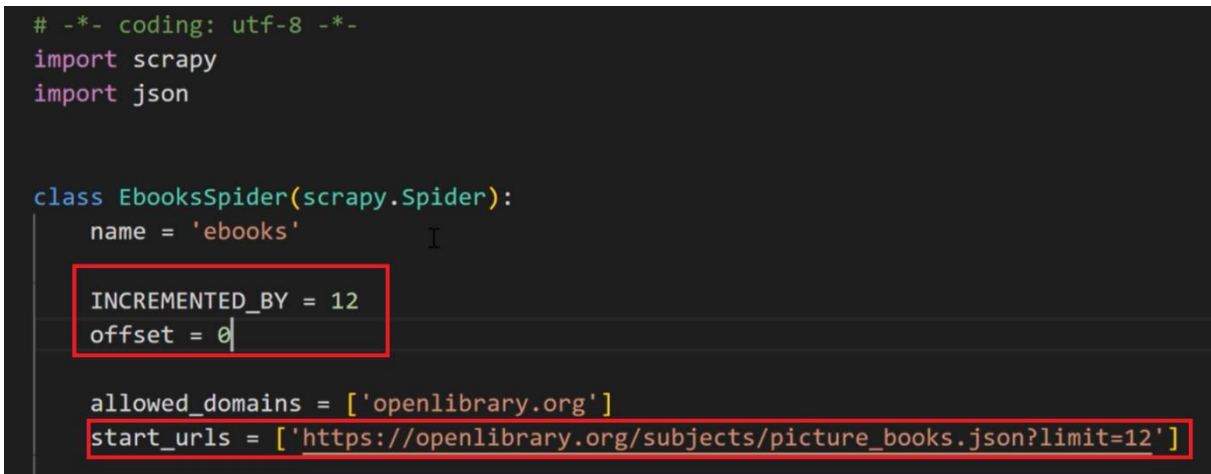 # -*- coding: utf-8 -*-
import scrapy
import json
class EbooksSpider(scrapy.Spider):
name = 'ebooks'
INCREMENTED_BY = 12
offset = 0
allowed_domains = ['openlibrary.org']
start_urls = ['https://openlibrary.org/subjects/picture_books.json?limit=12']